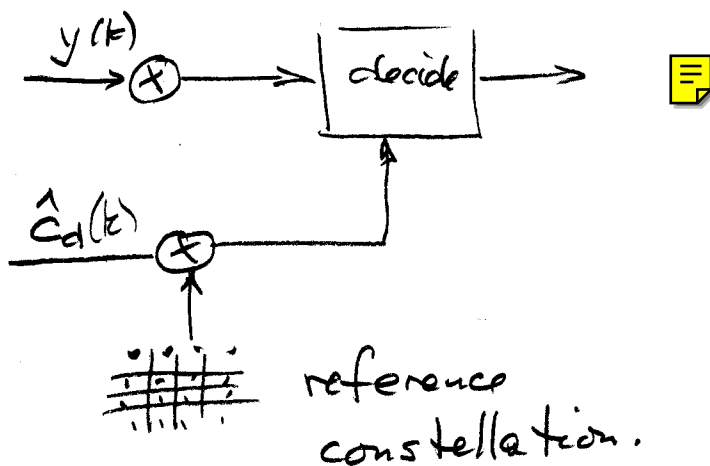 y(k)
×
decide
ĉd(k)
×
reference
constellation.